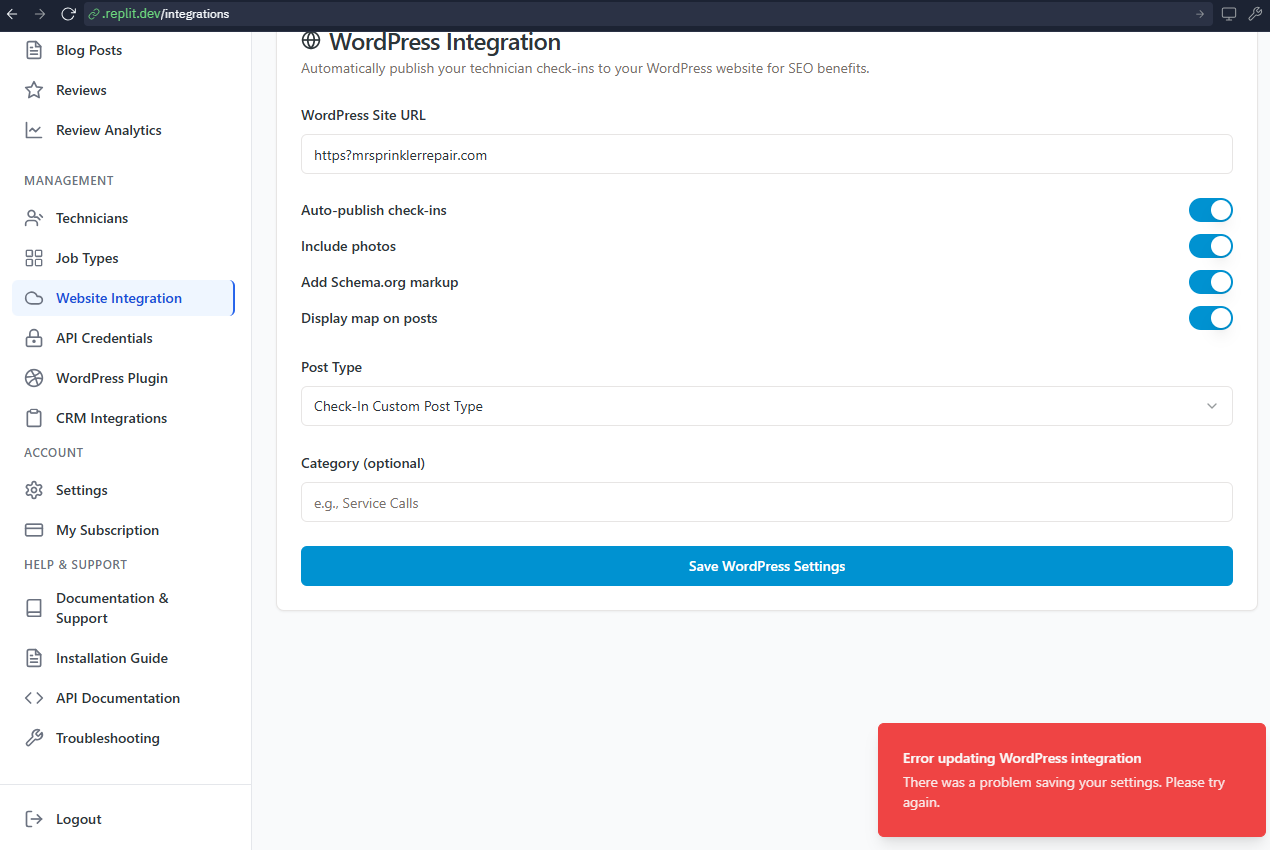 .replit.dev/integrations
Blog Posts
Reviews
Review Analytics
MANAGEMENT
Technicians
Job Types
Website Integration
API Credentials
WordPress Plugin
CRM Integrations
ACCOUNT
Settings
My Subscription
HELP & SUPPORT
Documentation &
Support
Installation Guide
API Documentation
Troubleshooting
Logout
WordPress Integration
Automatically publish your technician check-ins to your WordPress website for SEO benefits.
WordPress Site URL
https?mrsprinklerrepair.com
Auto-publish check-ins
Include photos
Add Schema.org markup
Display map on posts
Post Type
Check-In Custom Post Type
Category (optional)
e.g., Service Calls
Save WordPress Settings
Error updating WordPress integration
There was a problem saving your settings. Please try
again.